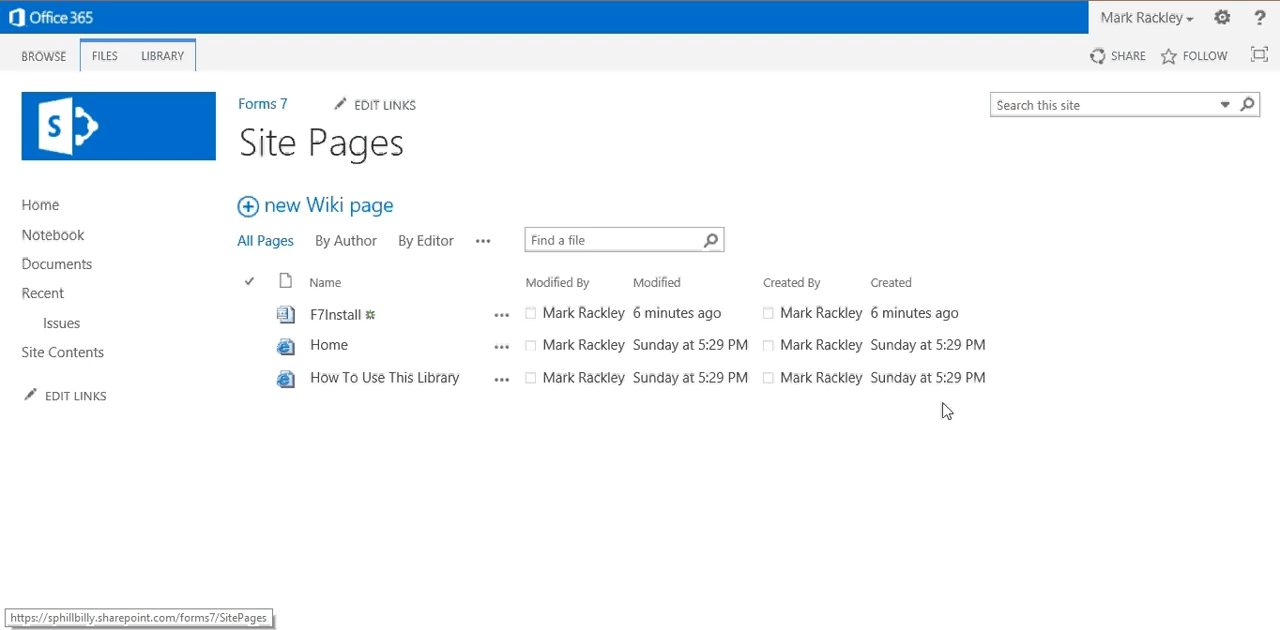 Office 365
Mark Rackley
?
BROWSE FILES LIBRARY
SHARE FOLLOW
S
Forms 7 EDIT LINKS
Search this site
Site Pages
Home
Notebook
Documents
Recent
Issues
Site Contents
EDIT LINKS
new Wiki page
All Pages By Author By Editor ••• Find a file
Name Modified By Modified Created By Created
F7Install ••• Mark Rackley 6 minutes ago Mark Rackley 6 minutes ago
Home ••• Mark Rackley Sunday at 5:29 PM Mark Rackley Sunday at 5:29 PM
How To Use This Library ••• Mark Rackley Sunday at 5:29 PM Mark Rackley Sunday at 5:29 PM
https://sphillbilly.sharepoint.com/forms7/SitePages